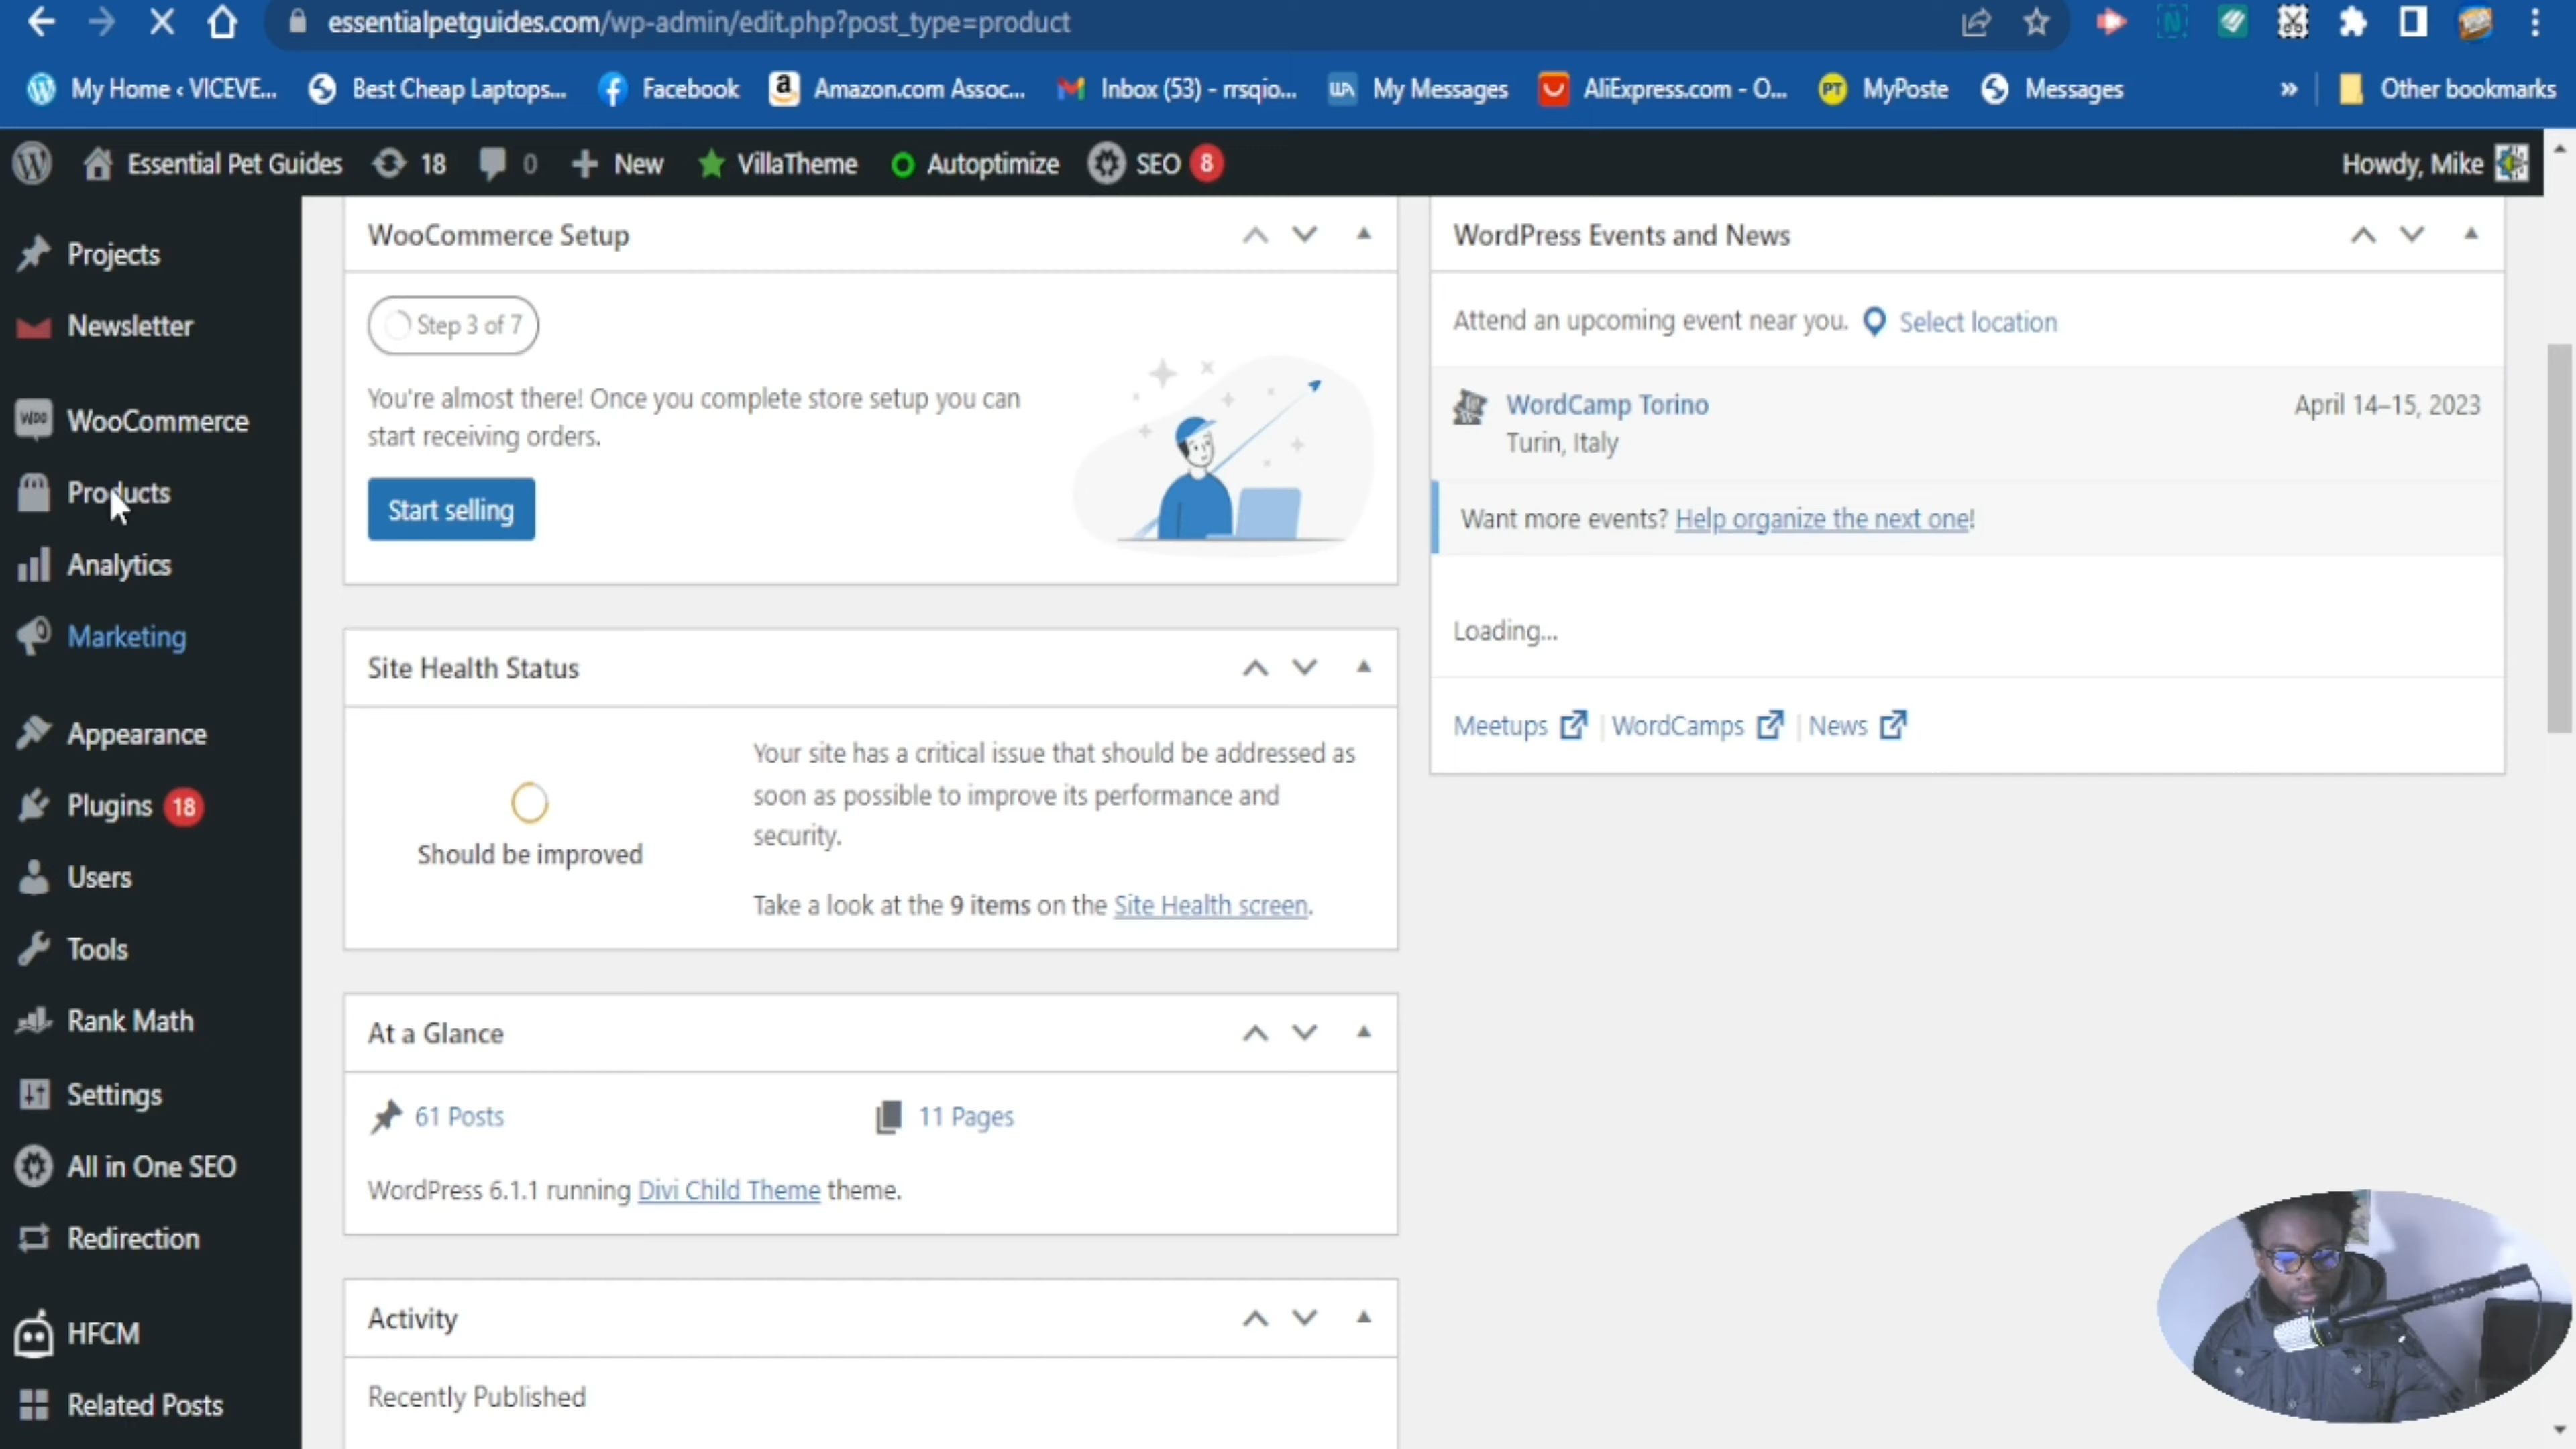 essentialpetguides.com/wp-admin/edit.php?post_type=product
My Home ‹ VICEVE...
Best Cheap Laptops...
Facebook
Amazon.com Assoc...
Inbox (53) - rrsqio...
My Messages
AliExpress.com - O...
PT
MyPoste
Messages
»
Other bookmarks
Essential Pet Guides
18
0
New
VillaTheme
Autoptimize
SEO 8
Howdy, Mike
Projects
Newsletter
WooCommerce
Products
Analytics
Marketing
Appearance
Plugins 18
Users
Tools
Rank Math
Settings
All in One SEO
Redirection
HFCM
Related Posts
WooCommerce Setup
Step 3 of 7
You're almost there! Once you complete store setup you can
start receiving orders.
Start selling
Site Health Status
Should be improved
Your site has a critical issue that should be addressed as
soon as possible to improve its performance and
security.
Take a look at the 9 items on the Site Health screen.
At a Glance
61 Posts
11 Pages
WordPress 6.1.1 running Divi Child Theme theme.
Activity
Recently Published
WordPress Events and News
Attend an upcoming event near you.
Select location
WordCamp Torino
April 14–15, 2023
Turin, Italy
Want more events? Help organize the next one!
Loading...
Meetups | WordCamps | News